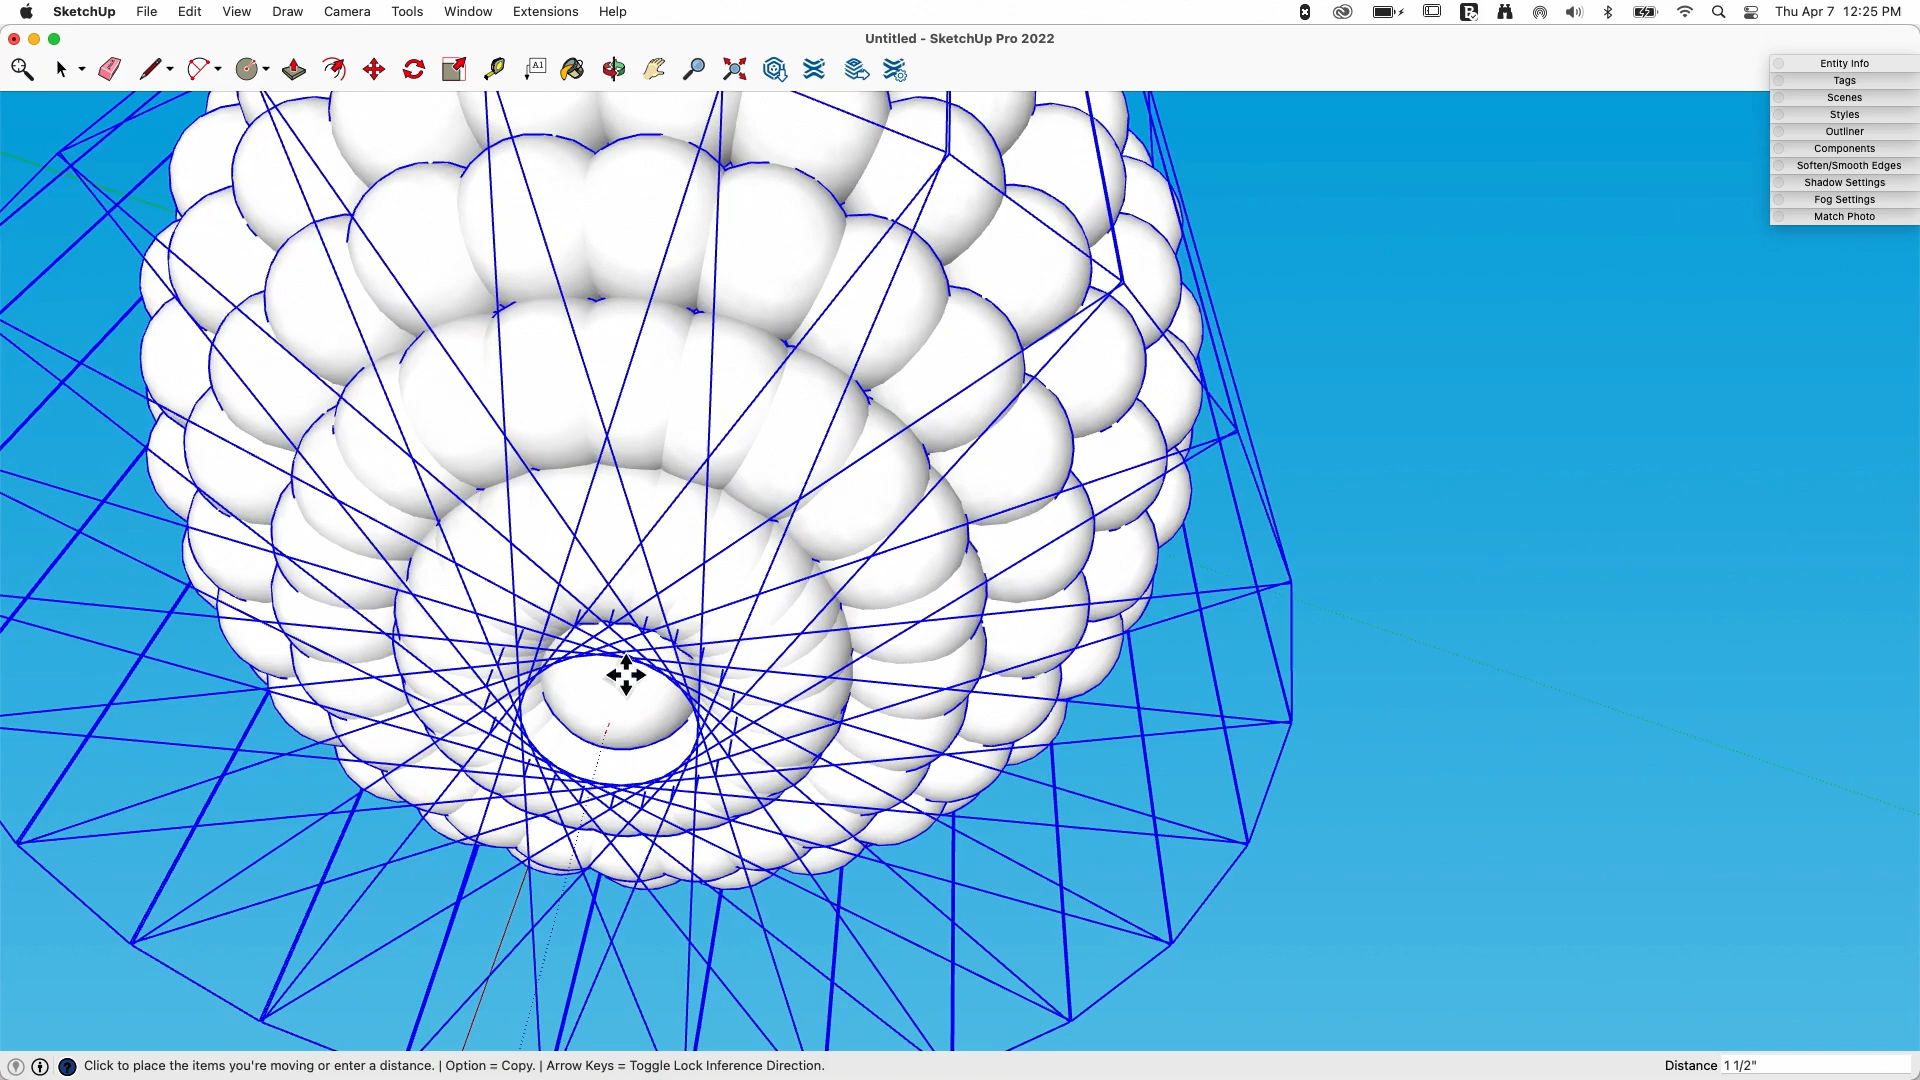 SketchUp File Edit View Draw Camera Tools Window Extensions Help Thu Apr 7 12:25 PM
Untitled - SketchUp Pro 2022
A1
Entity Info
Tags
Scenes
Styles
Outliner
Components
Soften/Smooth Edges
Shadow Settings
Fog Settings
Match Photo
Click to place the items you're moving or enter a distance. | Option = Copy. | Arrow Keys = Toggle Lock Inference Direction. Distance 1 1/2"